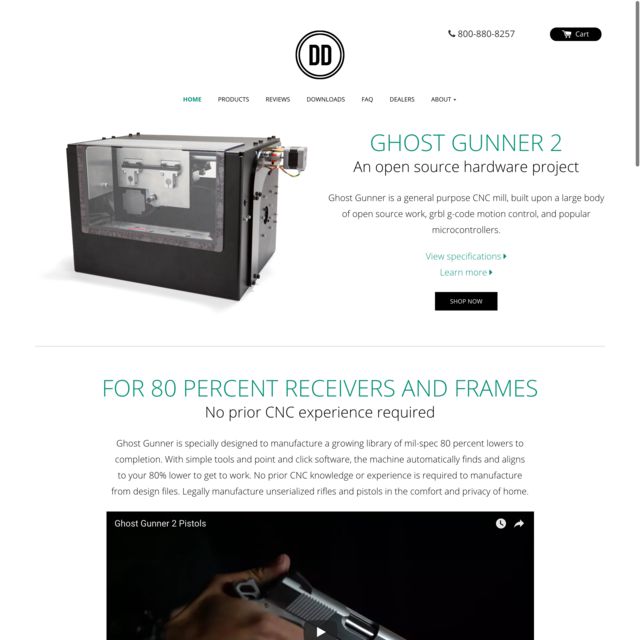 800-880-8257
Cart
DD
HOME PRODUCTS REVIEWS DOWNLOADS FAQ DEALERS ABOUT
GHOST GUNNER 2
An open source hardware project
Ghost Gunner is a general purpose CNC mill, built upon a large body
of open source work, grbl g-code motion control, and popular
microcontrollers.
View specifications
Learn more
SHOP NOW
FOR 80 PERCENT RECEIVERS AND FRAMES
No prior CNC experience required
Ghost Gunner is specially designed to manufacture a growing library of mil-spec 80 percent lowers to
completion. With simple tools and point and click software, the machine automatically finds and aligns
to your 80% lower to get to work. No prior CNC knowledge or experience is required to manufacture
from design files. Legally manufacture unserialized rifles and pistols in the comfort and privacy of home.
Ghost Gunner 2 Pistols